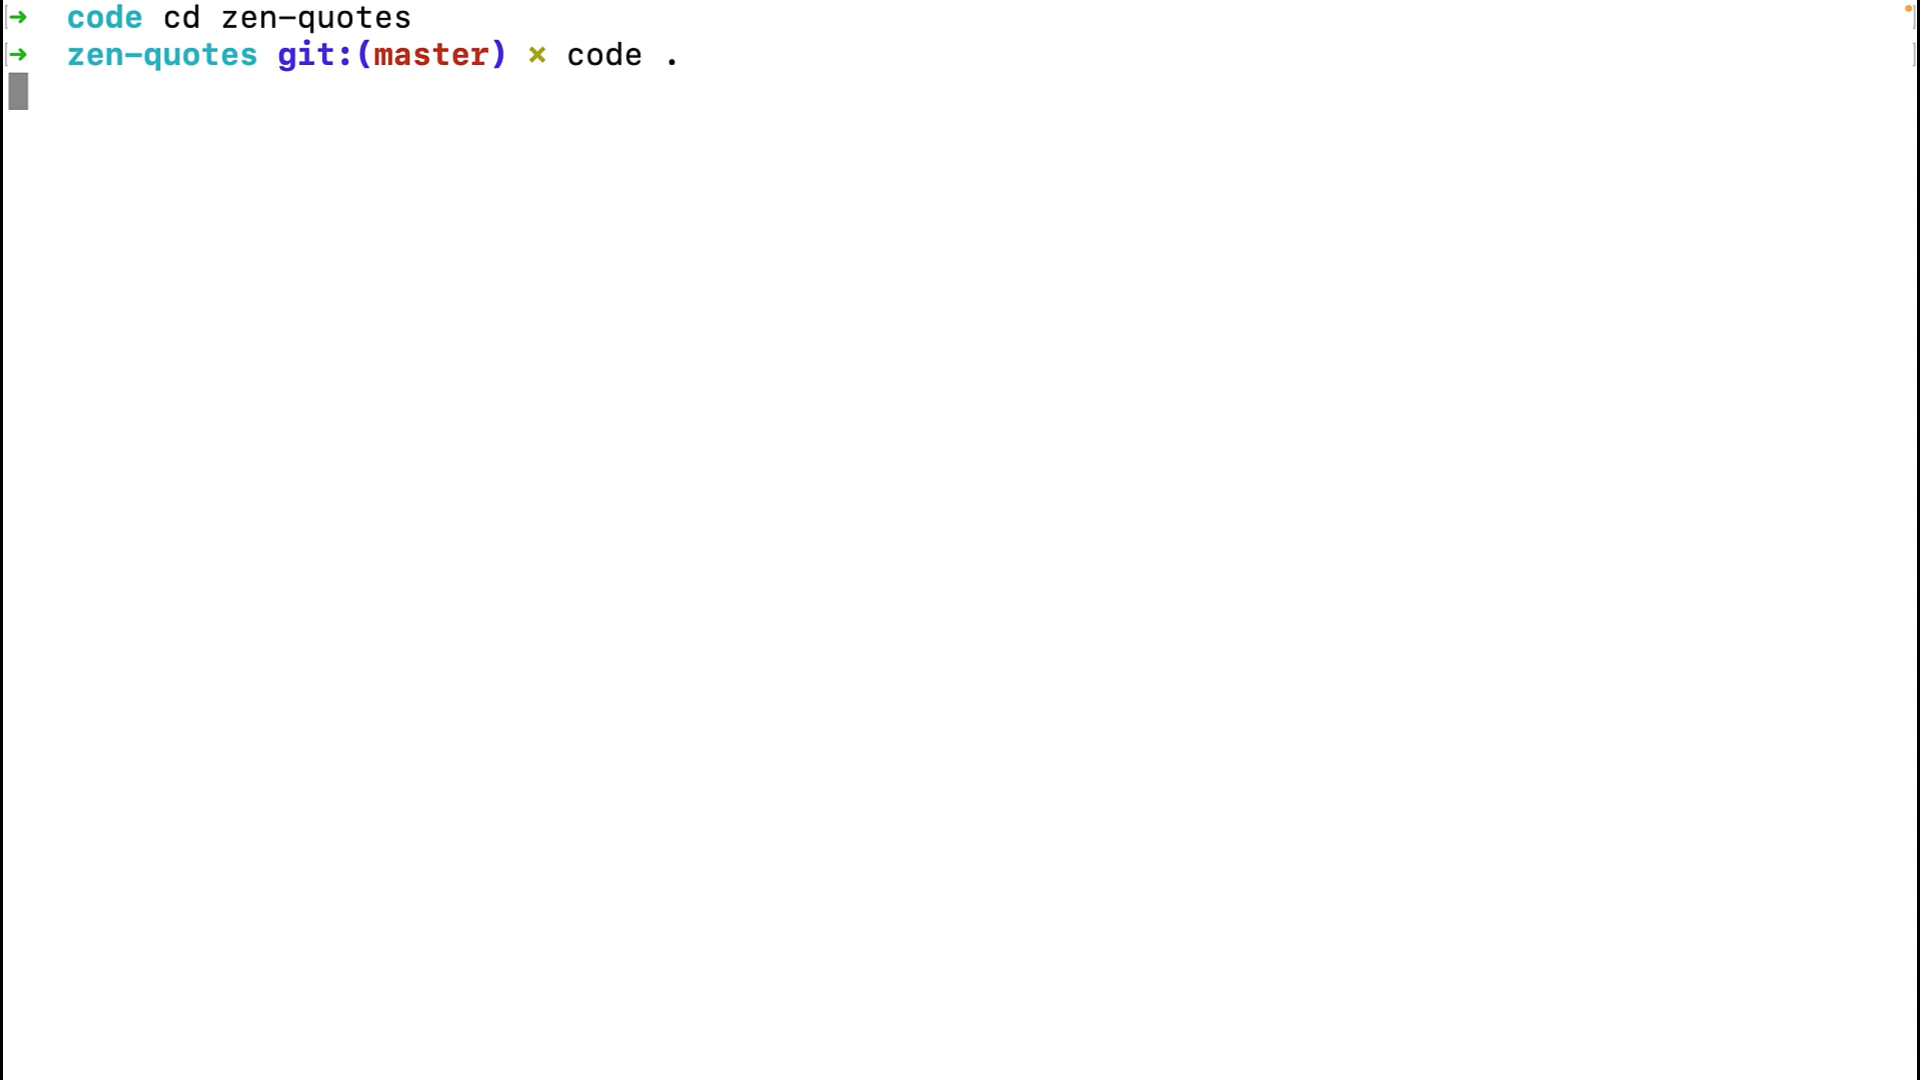 ➜  code cd zen-quotes
➜  zen-quotes git:(master) ✗ code .